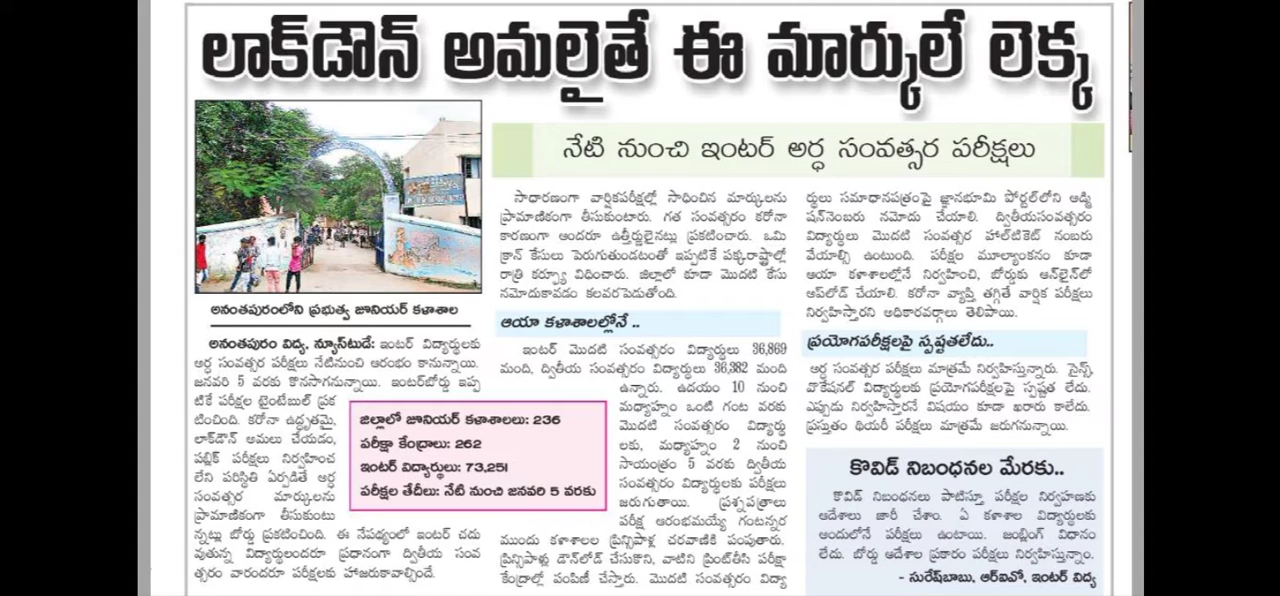 లాక్‌డౌన్ అమలైతే ఈ మార్కులే లెక్క
నేటి నుంచి ఇంటర్ అర్ధ సంవత్సర పరీక్షలు
అనంతపురంలోని ప్రభుత్వ జూనియర్ కళాశాల
అనంతపురం విద్య, న్యూస్‌టుడే: ఇంటర్ విద్యార్థులకు
అర్ధ సంవత్సర పరీక్షలు నేటినుంచి ఆరంభం కానున్నాయి.
జనవరి 5 వరకు కొనసాగనున్నాయి. ఇంటర్‌బోర్డు ఇప్ప
టికే పరీక్షల టైంటేబుల్ ప్రక
టించింది. కరోనా ఉద్ధృతమై,
లాక్‌డౌన్ అమలు చేయడం,
పబ్లిక్ పరీక్షలు నిర్వహించ
లేని పరిస్థితి ఏర్పడితే అర్ధ
సంవత్సర మార్కులను
ప్రామాణికంగా తీసుకుంటు
న్నట్లు బోర్డు ప్రకటించింది. ఈ నేపథ్యంలో ఇంటర్ చదు
వుతున్న విద్యార్థులందరూ ప్రధానంగా ద్వితీయ సంవ
త్సరం వారందరూ పరీక్షలకు హాజరుకావాల్సిందే.
జిల్లాలో జూనియర్ కళాశాలలు: 236
పరీక్షా కేంద్రాలు: 262
ఇంటర్ విద్యార్థులు: 73,251
పరీక్షల తేదీలు: నేటి నుంచి జనవరి 5 వరకు
సాధారణంగా వార్షికపరీక్షల్లో సాధించిన మార్కులను
ప్రామాణికంగా తీసుకుంటారు. గత సంవత్సరం కరోనా
కారణంగా అందరూ ఉత్తీర్ణులైనట్లు ప్రకటించారు. ఒమి
క్రాన్ కేసులు పెరుగుతుండటంతో ఇప్పటికే పక్కరాష్ట్రాల్లో
రాత్రి కర్ఫ్యూ విధించారు. జిల్లాలో కూడా మొదటి కేసు
నమోదుకావడం కలవరపెడుతోంది.
ఆయా కళాశాలల్లోనే ..
ఇంటర్ మొదటి సంవత్సరం విద్యార్థులు 36,869
మంది, ద్వితీయ సంవత్సరం విద్యార్థులు 36,382 మంది
ఉన్నారు. ఉదయం 10 నుంచి
మధ్యాహ్నం ఒంటి గంట వరకు
మొదటి సంవత్సరం విద్యార్థు
లకు, మధ్యాహ్నం 2 నుంచి
సాయంత్రం 5 వరకు ద్వితీయ
సంవత్సరం విద్యార్థులకు పరీక్షలు
జరుగుతాయి. ప్రశ్నపత్రాలు
పరీక్ష ఆరంభమయ్యే గంటన్నర
ముందు కళాశాలల ప్రిన్సిపాళ్ల చరవాణికి పంపుతారు.
ప్రిన్సిపాళ్లు డౌన్‌లోడ్ చేసుకొని, వాటిని ప్రింట్‌తీసి పరీక్షా
కేంద్రాల్లో పంపిణీ చేస్తారు. మొదటి సంవత్సరం విద్యా
ర్థులు సమాధానపత్రంపై జ్ఞానభూమి పోర్టల్‌లోని అడ్మి
షన్‌నెంబరు నమోదు చేయాలి. ద్వితీయసంవత్సరం
విద్యార్థులు మొదటి సంవత్సర హాల్‌టికెట్ నంబరు
వేయాల్సి ఉంటుంది. పరీక్షల మూల్యాంకనం కూడా
ఆయా కళాశాలల్లోనే నిర్వహించి, బోర్డుకు ఆన్‌లైన్‌లో
అప్‌లోడ్ చేయాలి. కరోనా వ్యాప్తి తగ్గితే వార్షిక పరీక్షలు
నిర్వహిస్తారని అధికారవర్గాలు తెలిపాయి.
ప్రయోగపరీక్షలపై స్పష్టతలేదు..
అర్ధ సంవత్సర పరీక్షలు మాత్రమే నిర్వహిస్తున్నారు. సైన్స్,
వొకేషనల్ విద్యార్థులకు ప్రయోగపరీక్షలపై స్పష్టత లేదు.
ఎప్పుడు నిర్వహిస్తారనే విషయం కూడా ఖరారు కాలేదు.
ప్రస్తుతం థియరీ పరీక్షలు మాత్రమే జరుగనున్నాయి.
కొవిడ్ నిబంధనల మేరకు..
కొవిడ్ నిబంధనలు పాటిస్తూ పరీక్షల నిర్వహణకు
ఆదేశాలు జారీ చేశాం. ఏ కళాశాల విద్యార్థులకు
అందులోనే పరీక్షలు ఉంటాయి. జంబ్లింగ్ విధానం
లేదు. బోర్డు ఆదేశాల ప్రకారం పరీక్షలు నిర్వహిస్తున్నాం.
- సురేష్‌బాబు, ఆర్ఐవో, ఇంటర్ విద్య